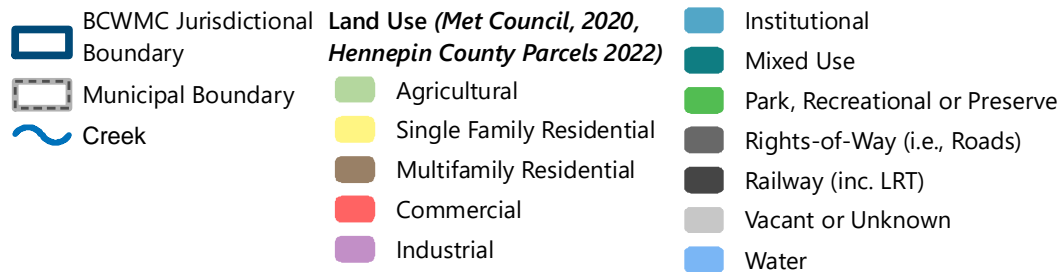 BCWMC Jurisdictional
Boundary
Municipal Boundary
Creek
Land Use (Met Council, 2020,
Hennepin County Parcels 2022)
Agricultural
Single Family Residential
Multifamily Residential
Commercial
Industrial
Institutional
Mixed Use
Park, Recreational or Preserve
Rights-of-Way (i.e., Roads)
Railway (inc. LRT)
Vacant or Unknown
Water